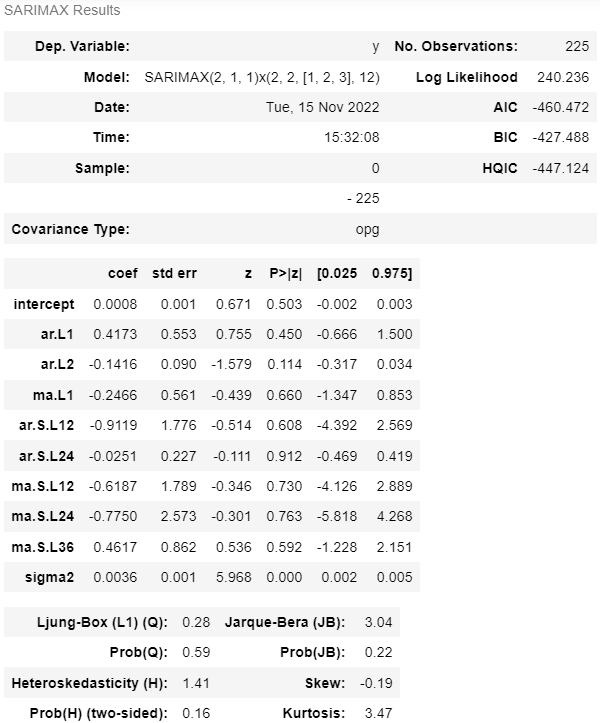 SARIMAX Results
Dep. Variable: y No. Observations: 225
Model: SARIMAX(2, 1, 1)x(2, 2, [1, 2, 3], 12) Log Likelihood 240.236
Date: Tue, 15 Nov 2022 AIC -460.472
Time: 15:32:08 BIC -427.488
Sample: 0 HQIC -447.124
- 225
Covariance Type: opg
coef std err z P>|z| [0.025 0.975]
intercept 0.0008 0.001 0.671 0.503 -0.002 0.003
ar.L1 0.4173 0.553 0.755 0.450 -0.666 1.500
ar.L2 -0.1416 0.090 -1.579 0.114 -0.317 0.034
ma.L1 -0.2466 0.561 -0.439 0.660 -1.347 0.853
ar.S.L12 -0.9119 1.776 -0.514 0.608 -4.392 2.569
ar.S.L24 -0.0251 0.227 -0.111 0.912 -0.469 0.419
ma.S.L12 -0.6187 1.789 -0.346 0.730 -4.126 2.889
ma.S.L24 -0.7750 2.573 -0.301 0.763 -5.818 4.268
ma.S.L36 0.4617 0.862 0.536 0.592 -1.228 2.151
sigma2 0.0036 0.001 5.968 0.000 0.002 0.005
Ljung-Box (L1) (Q): 0.28 Jarque-Bera (JB): 3.04
Prob(Q): 0.59 Prob(JB): 0.22
Heteroskedasticity (H): 1.41 Skew: -0.19
Prob(H) (two-sided): 0.16 Kurtosis: 3.47